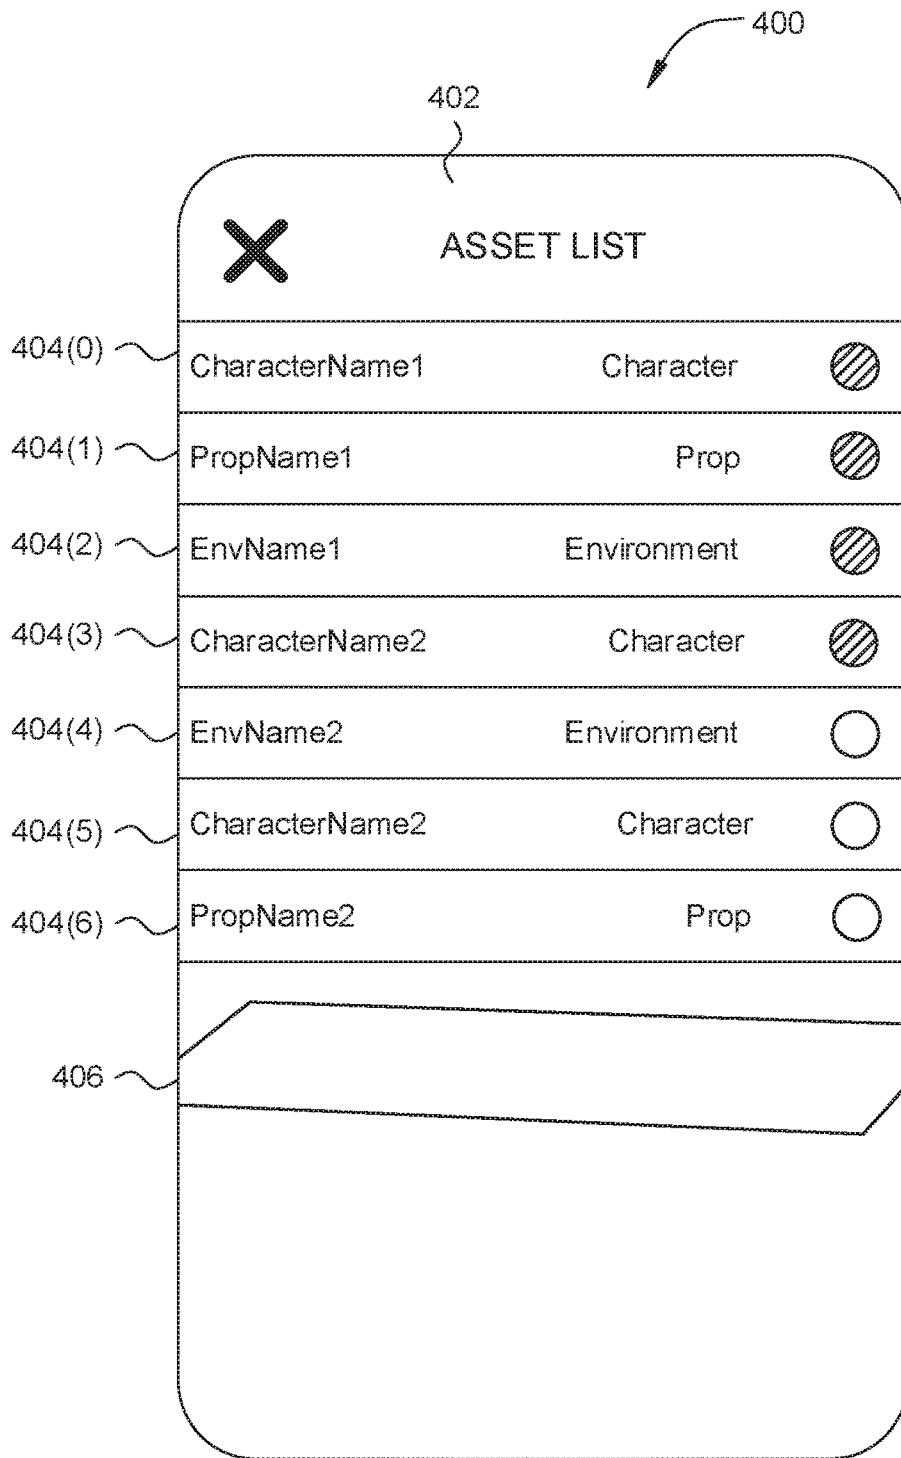 400
402
ASSET LIST
404(0) CharacterName1 Character
404(1) PropName1 Prop
404(2) EnvName1 Environment
404(3) CharacterName2 Character
404(4) EnvName2 Environment
404(5) CharacterName2 Character
404(6) PropName2 Prop
406